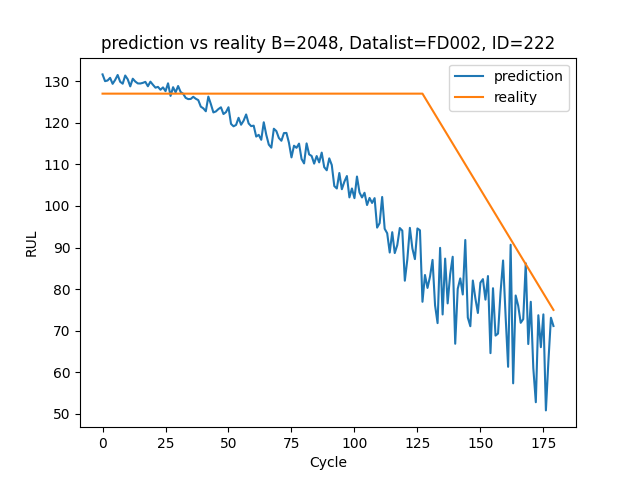 prediction vs reality B=2048, Datalist=FD002, ID=222
prediction
reality
RUL
130
120
110
100
90
80
70
60
50
0 25 50 75 100 125 150 175
Cycle